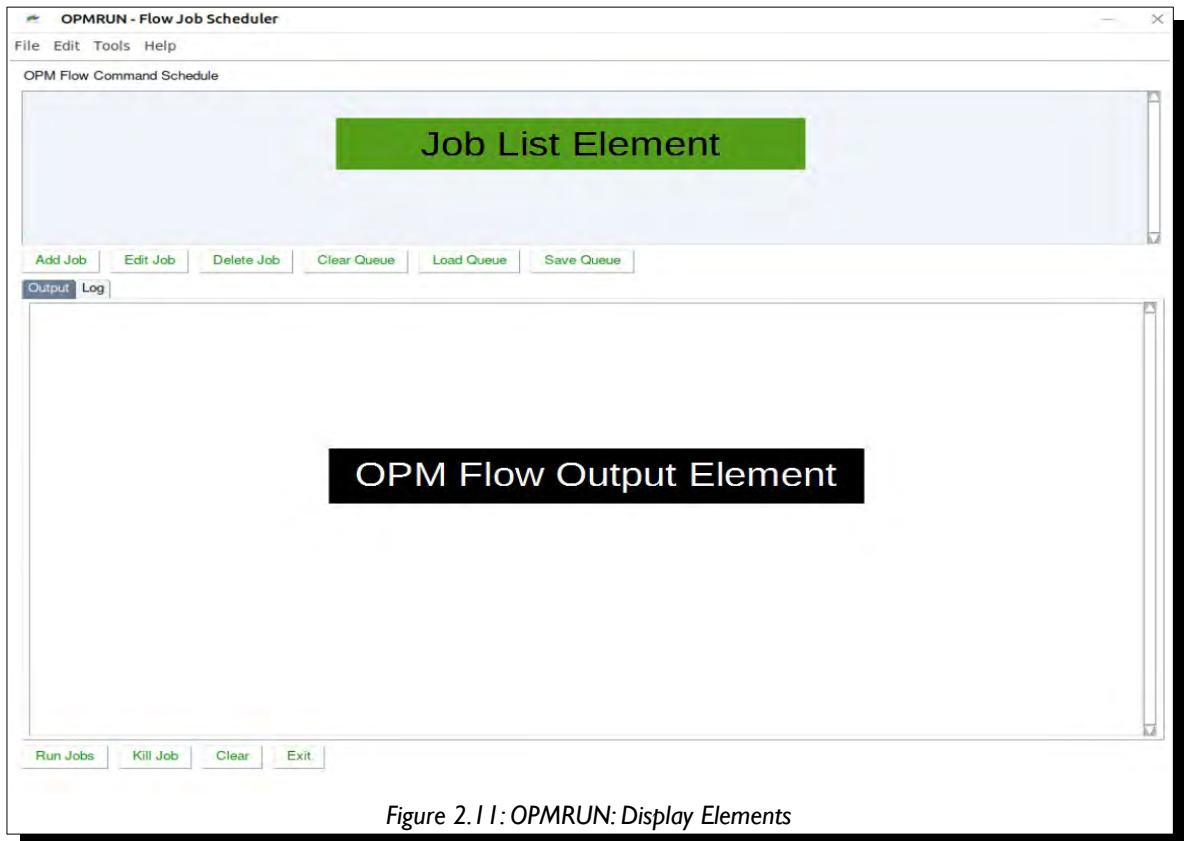 OPMRUN - Flow Job Scheduler
File Edit Tools Help
OPM Flow Command Schedule
Job List Element
Add Job Edit Job Delete Job Clear Queue Load Queue Save Queue
Output Log
OPM Flow Output Element
Run Jobs Kill Job Clear Exit
Figure 2.11: OPMRUN: Display Elements